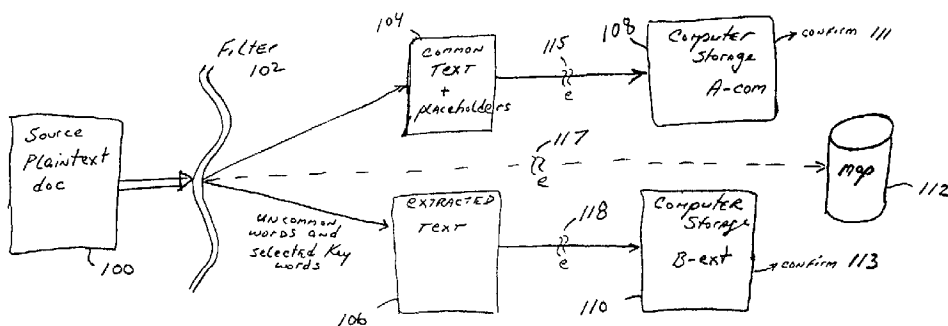 Filter
102
Source
Plaintext
doc
100
104
Common
Text
+
placeholders
115
e
108
Computer
Storage
A-com
confirm 111
117
e
map
112
uncommon
words and
selected Key
words
extracted
Text
106
118
e
Computer
Storage
B-ext
110
confirm 113